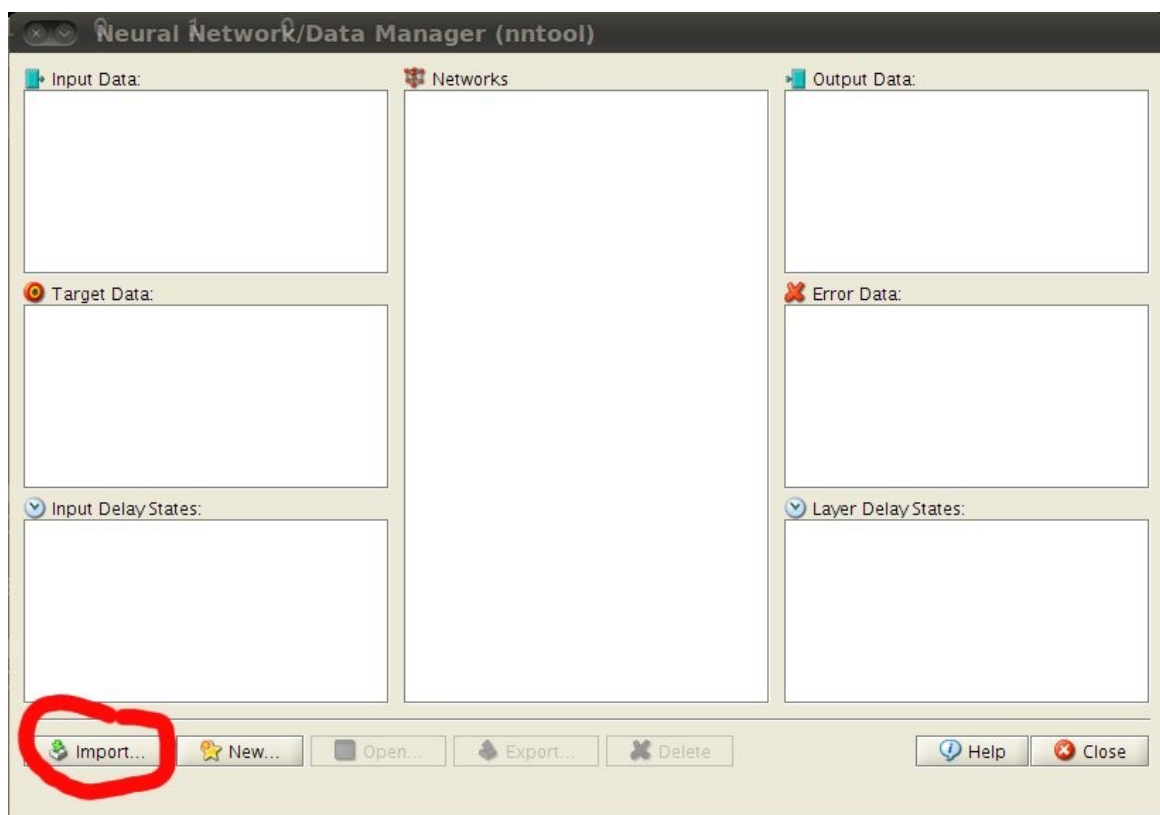 Neural Network/Data Manager (nntool)
Input Data:
Networks
Output Data:
Target Data:
Error Data:
Input Delay States:
Layer Delay States:
Import...
New...
Open...
Export...
Delete
Help
Close